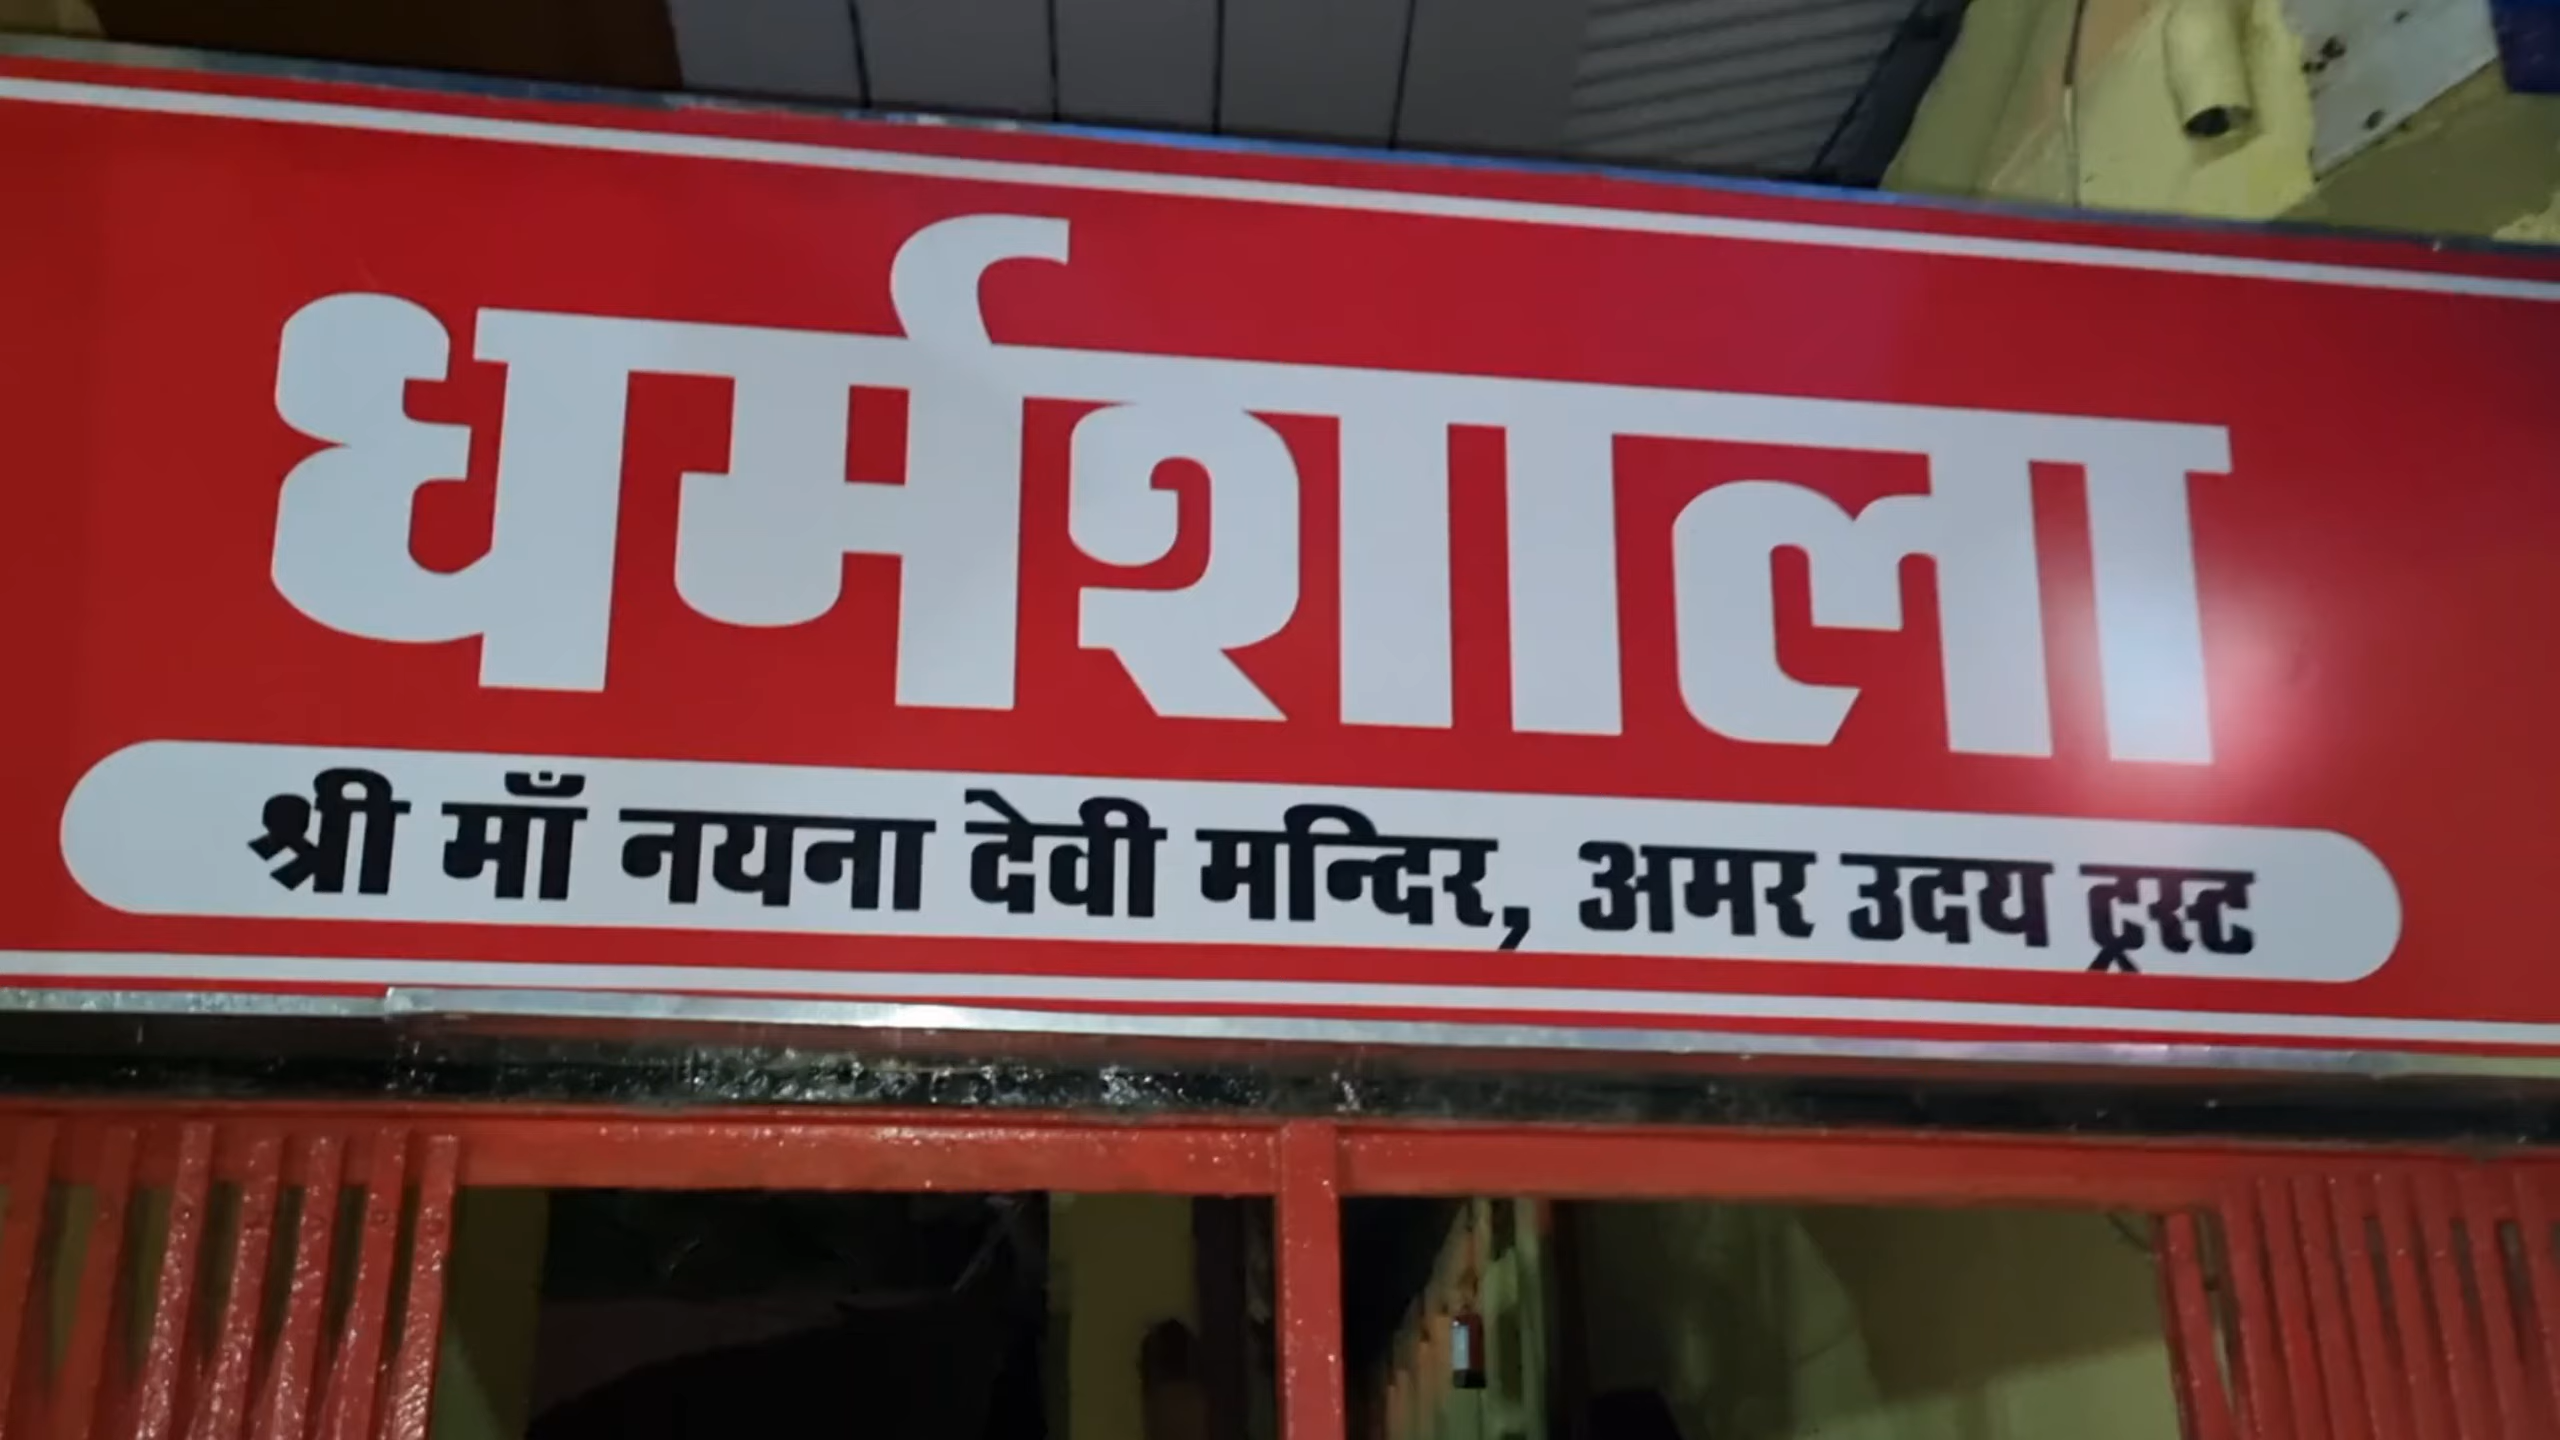 धर्मशाला
श्री माँ नयना देवी मन्दिर, अमर उदय ट्रस्ट